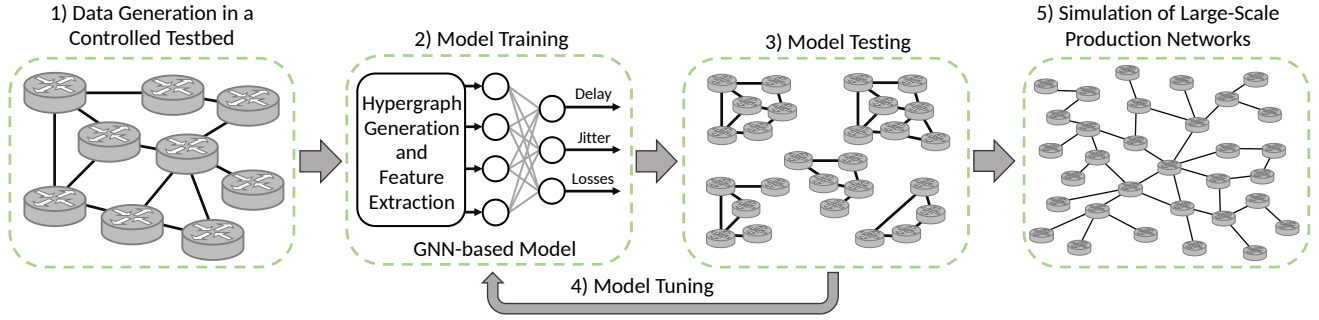 1) Data Generation in a
Controlled Testbed
2) Model Training
Hypergraph
Generation
and
Feature
Extraction
Delay
Jitter
Losses
GNN-based Model
3) Model Testing
4) Model Tuning
5) Simulation of Large-Scale
Production Networks